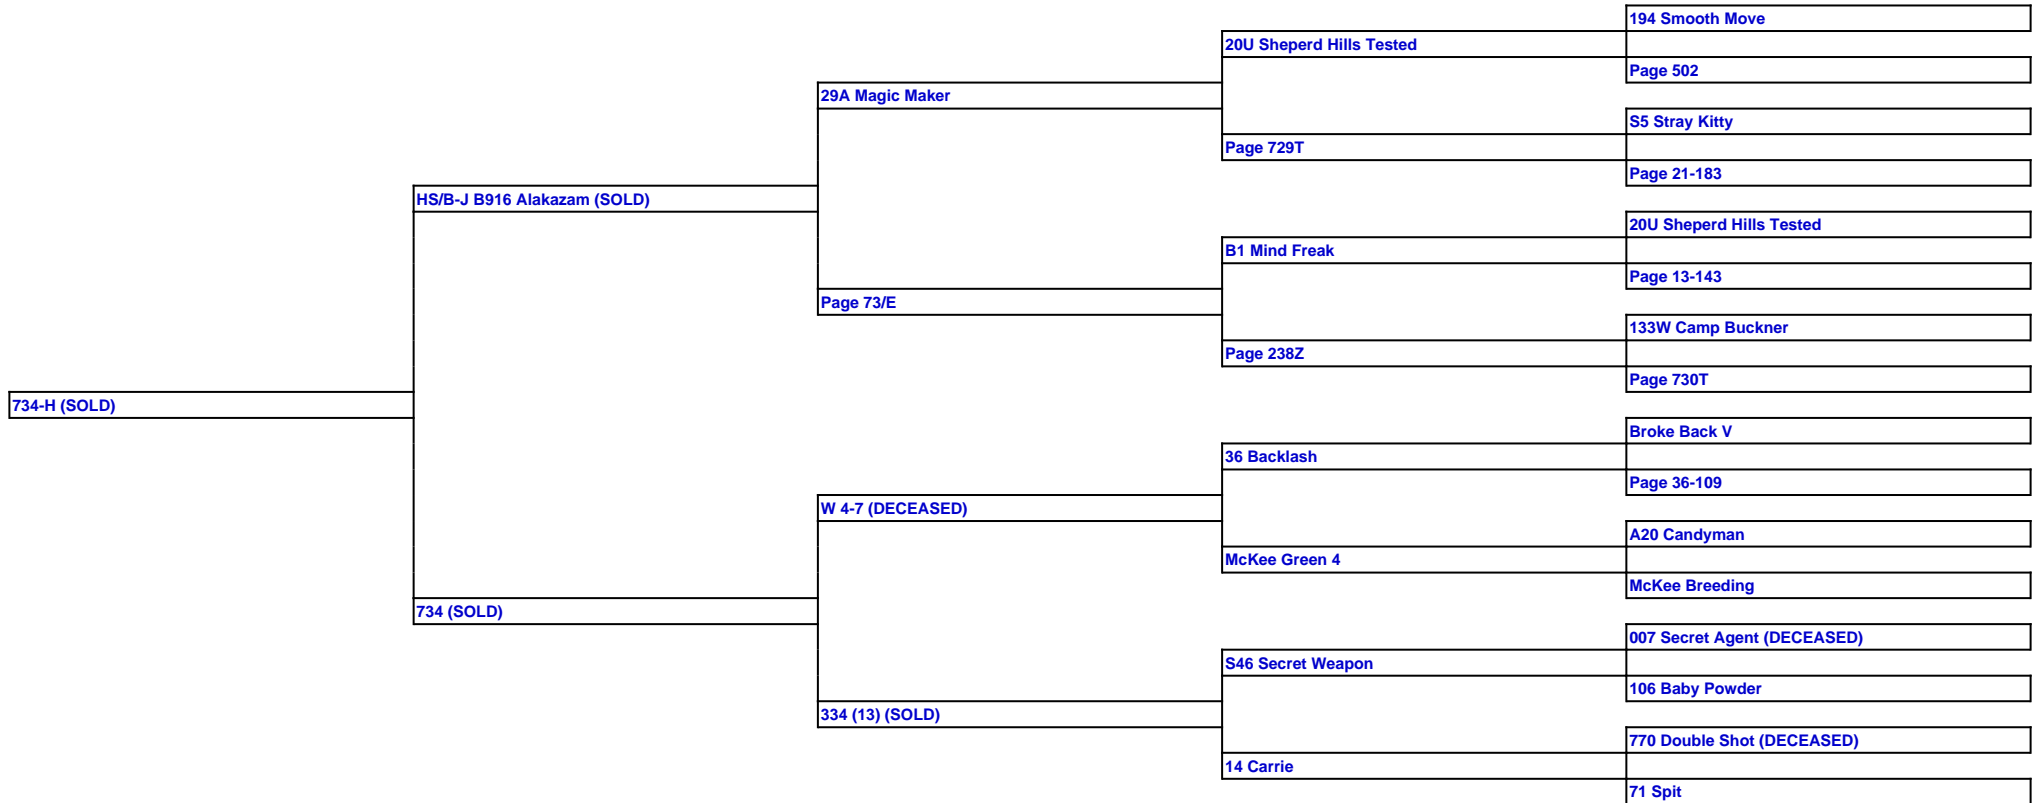 194 Smooth Move
20U Sheperd Hills Tested
Page 502
29A Magic Maker
S5 Stray Kitty
Page 729T
Page 21-183
HS/B-J B916 Alakazam (SOLD)
20U Sheperd Hills Tested
B1 Mind Freak
Page 13-143
Page 73/E
133W Camp Buckner
Page 238Z
Page 730T
734-H (SOLD)
Broke Back V
36 Backlash
Page 36-109
W 4-7 (DECEASED)
A20 Candyman
McKee Green 4
McKee Breeding
734 (SOLD)
007 Secret Agent (DECEASED)
S46 Secret Weapon
106 Baby Powder
334 (13) (SOLD)
770 Double Shot (DECEASED)
14 Carrie
71 Spit